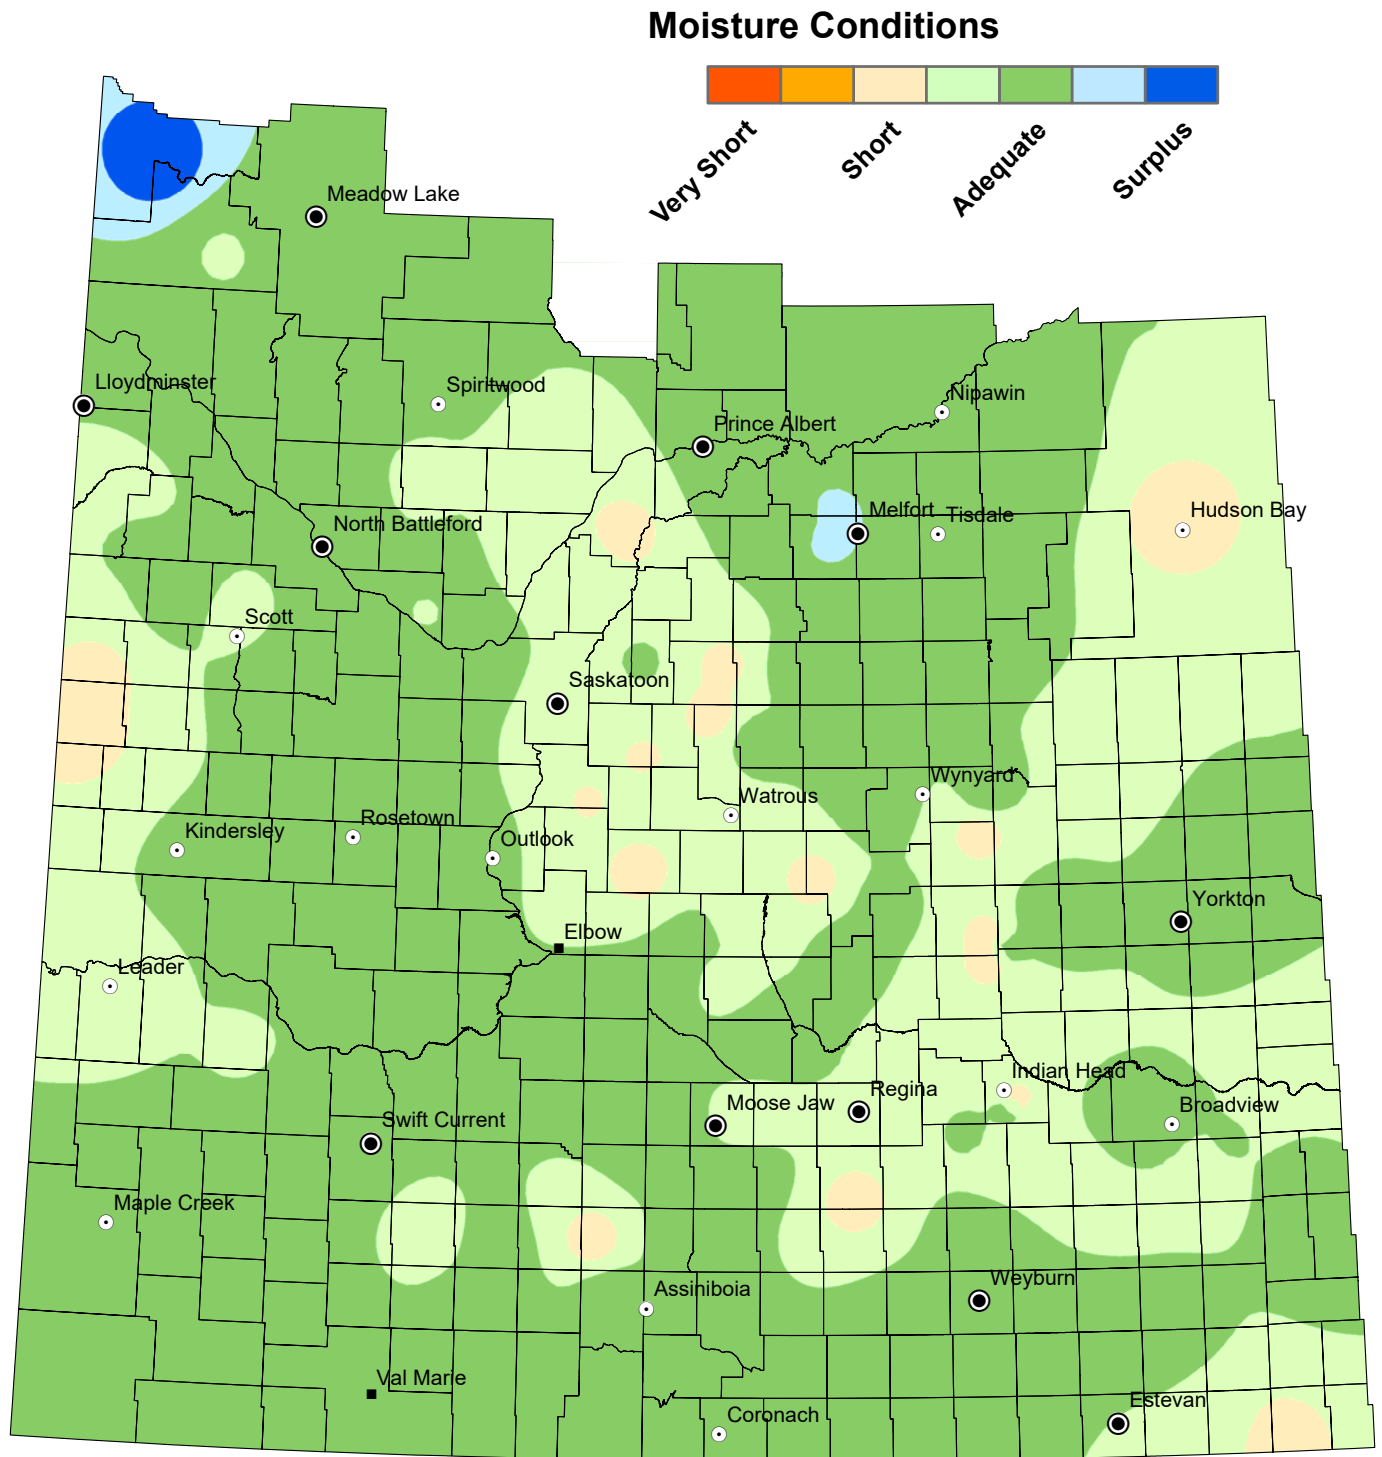 Moisture Conditions
Very Short
Short
Adequate
Surplus
Meadow Lake
Lloydminster
Spiritwood
Nipawin
Prince Albert
Melfort
Tisdale
Hudson Bay
North Battleford
Scott
Saskatoon
Wynyard
Watrous
Rosetown
Kindersley
Outlook
Yorkton
Elbow
Leader
Indian Head
Regina
Moose Jaw
Broadview
Swift Current
Maple Creek
Weyburn
Assiniboia
Val Marie
Estevan
Coronach